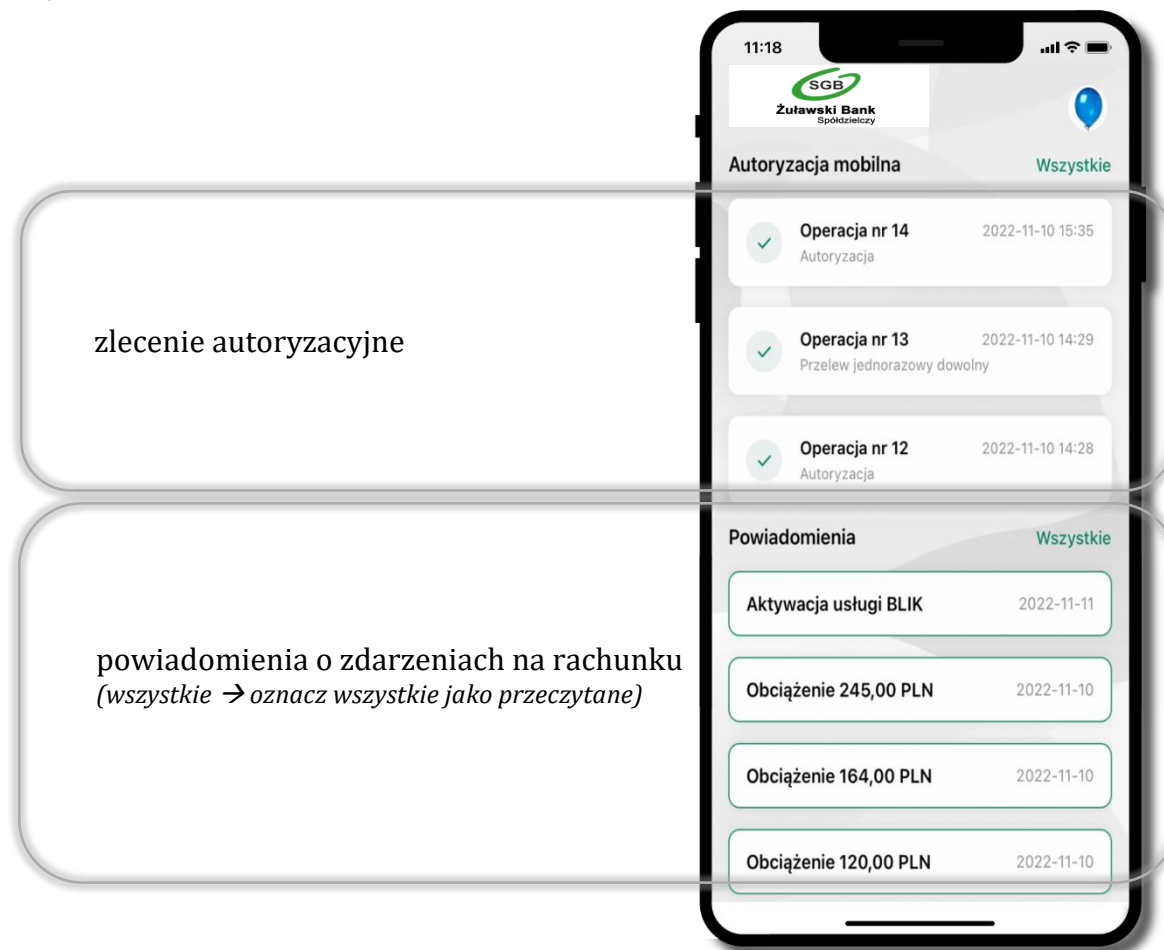 11:18
SGB
Żuławski Bank
Spółdzielczy
Autoryzacja mobilna Wszystkie
Operacja nr 14 2022-11-10 15:35
Autoryzacja
zlecenie autoryzacyjne
Operacja nr 13 2022-11-10 14:29
Przelew jednorazowy dowolny
Operacja nr 12 2022-11-10 14:28
Autoryzacja
Powiadomienia Wszystkie
Aktywacja usługi BLIK 2022-11-11
powiadomienia o zdarzeniach na rachunku
(wszystkie → oznacz wszystkie jako przeczytane)
Obciążenie 245,00 PLN 2022-11-10
Obciążenie 164,00 PLN 2022-11-10
Obciążenie 120,00 PLN 2022-11-10